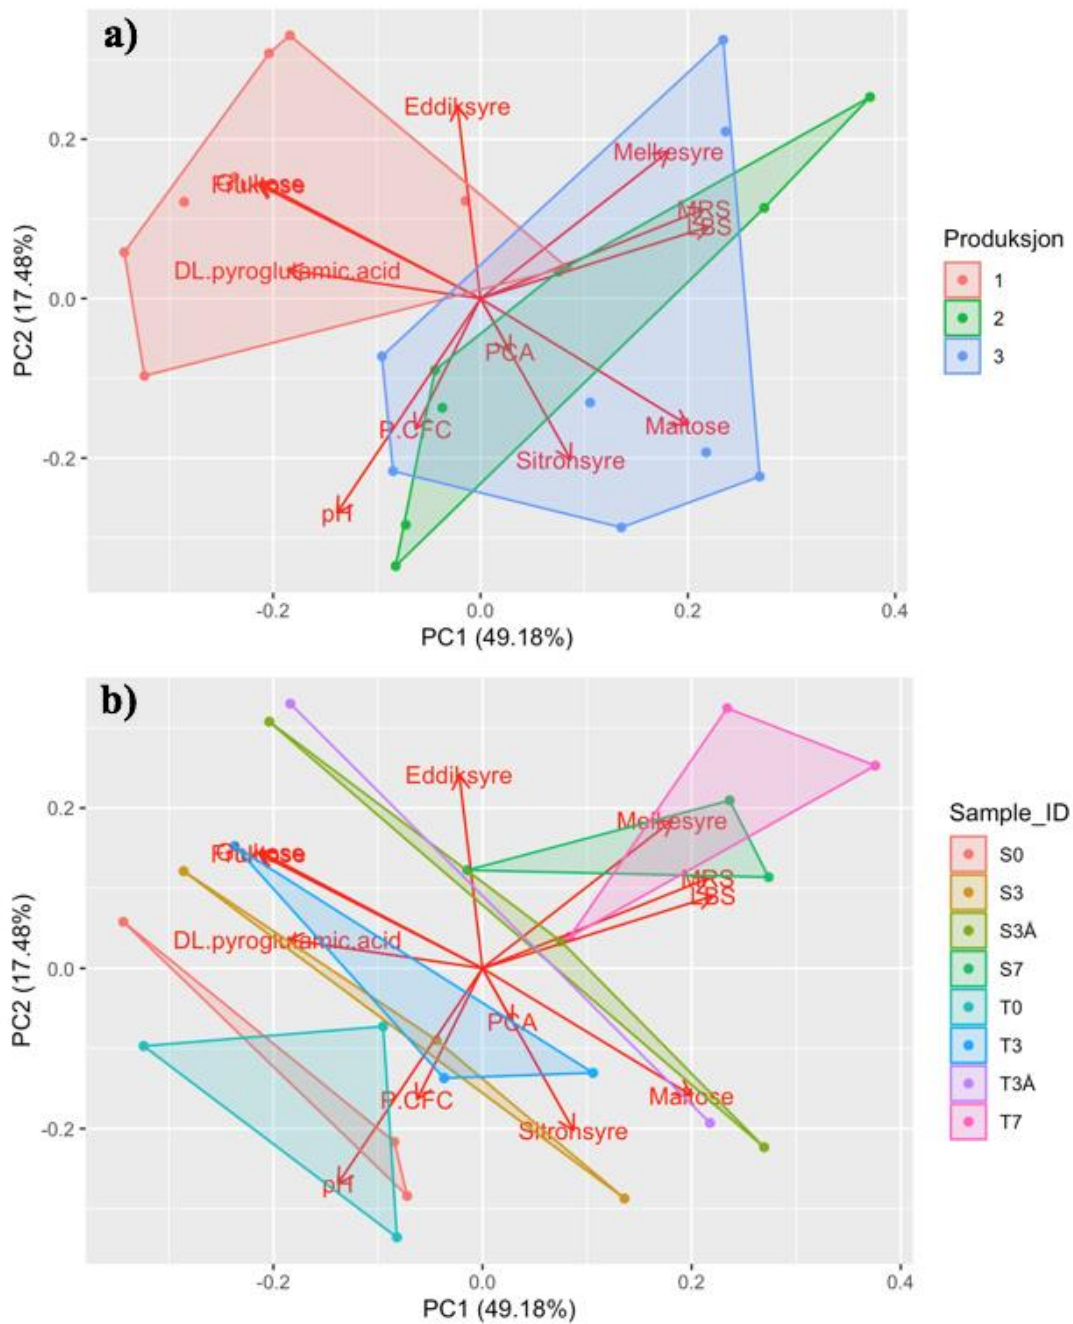 a)
0.2
0.0
-0.2
PC2 (17.48%)
Eddiksyre
Melkesyre
Fruktose
MRS
LBS
DL.pyroglutamic.acid
PCA
P.CFC
Maltose
Sitronsyre
pH
-0.2
0.0
0.2
0.4
PC1 (49.18%)
Produksjon
1
2
3
b)
0.2
0.0
-0.2
PC2 (17.48%)
Eddiksyre
Melkesyre
Fruktose
MRS
LBS
DL.pyroglutamic.acid
PCA
P.CFC
Maltose
Sitronsyre
pH
-0.2
0.0
0.2
0.4
PC1 (49.18%)
Sample_ID
S0
S3
S3Å
S7
T0
T3
T3Å
T7